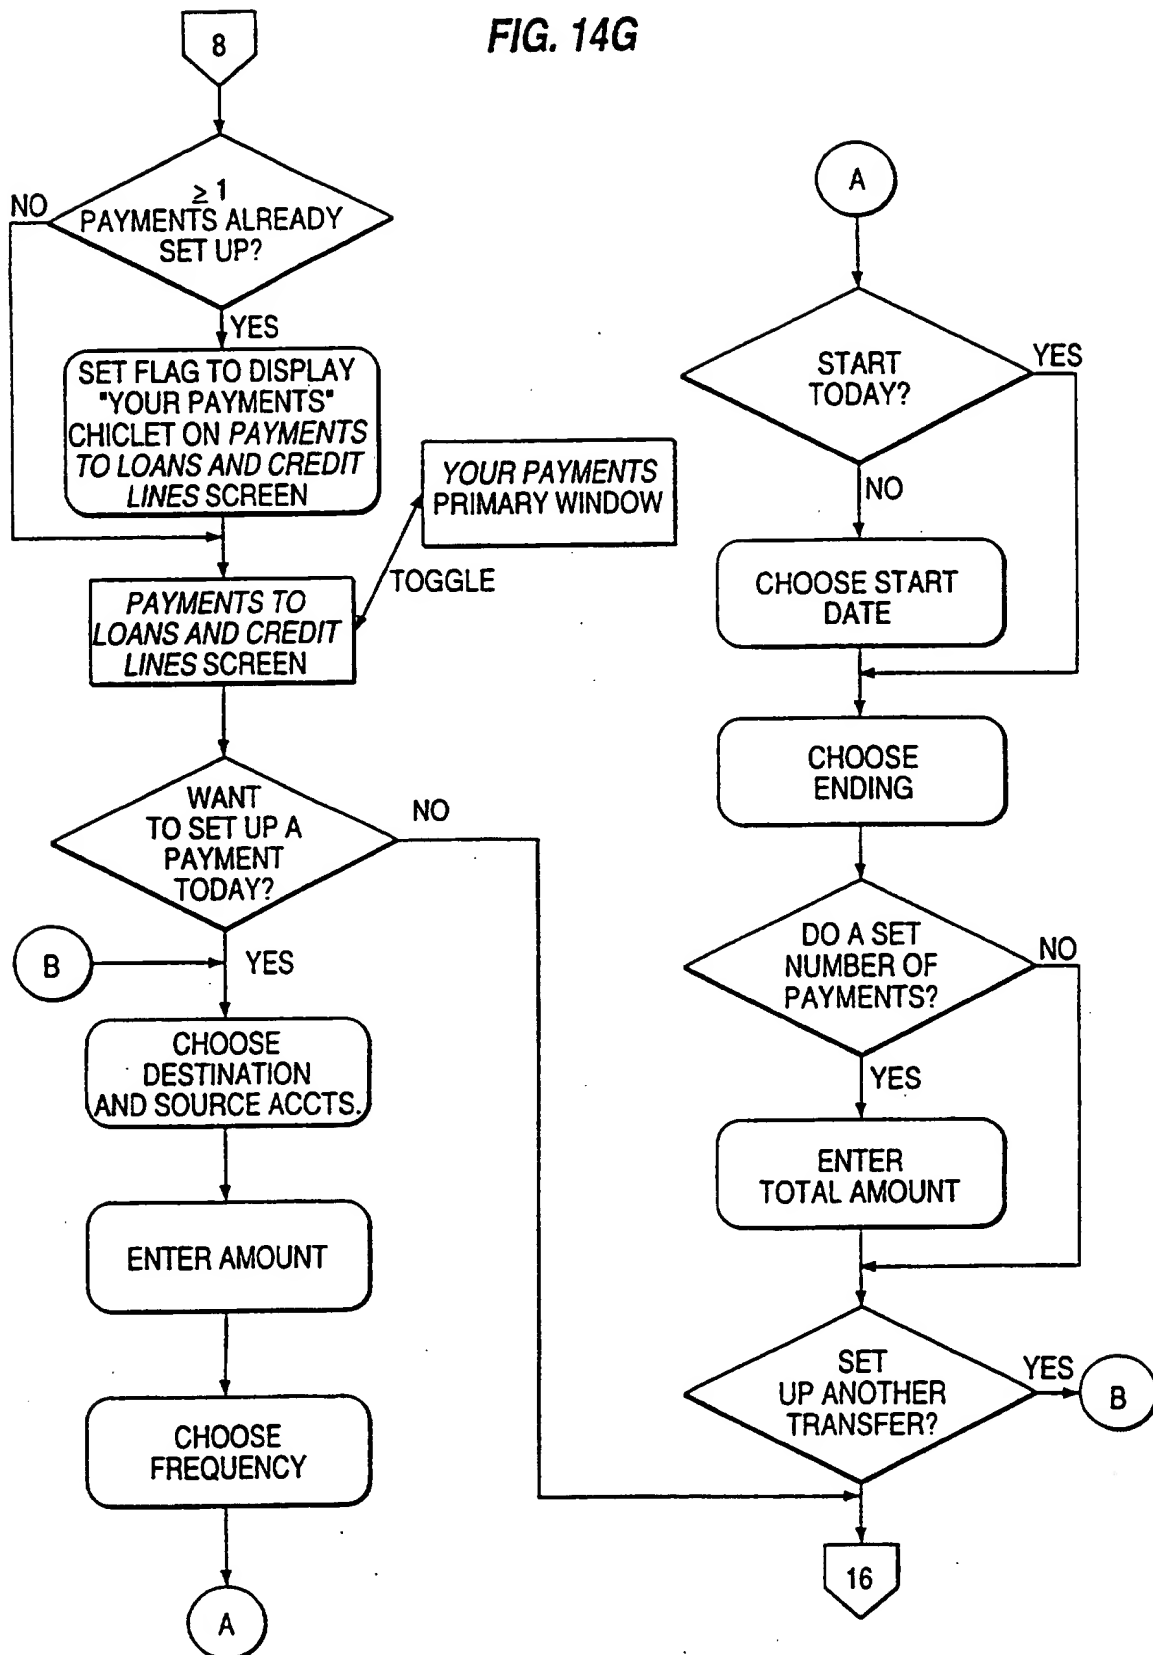 FIG. 14G
8
≥ 1
PAYMENTS ALREADY
SET UP?
NO
YES
SET FLAG TO DISPLAY
"YOUR PAYMENTS"
CHICLET ON PAYMENTS
TO LOANS AND CREDIT
LINES SCREEN
YOUR PAYMENTS
PRIMARY WINDOW
TOGGLE
PAYMENTS TO
LOANS AND CREDIT
LINES SCREEN
WANT
TO SET UP A
PAYMENT
TODAY?
NO
B
YES
CHOOSE
DESTINATION
AND SOURCE ACCTS.
ENTER AMOUNT
CHOOSE
FREQUENCY
A
A
START
TODAY?
YES
NO
CHOOSE START
DATE
CHOOSE
ENDING
DO A SET
NUMBER OF
PAYMENTS?
NO
YES
ENTER
TOTAL AMOUNT
SET
UP ANOTHER
TRANSFER?
YES
B
16